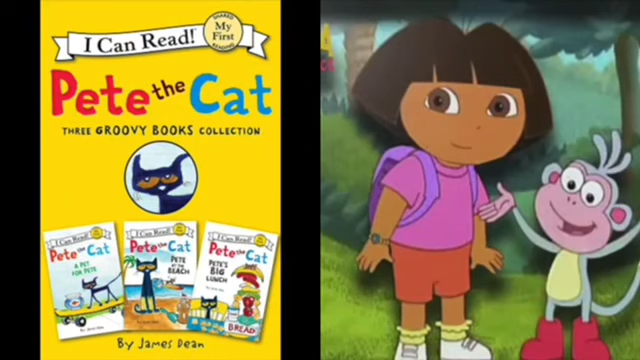 I Can Read!
SHARED
My
First
READING
Pete the Cat
THREE GROOVY BOOKS COLLECTION
I Can Read!
Pete the Cat
A PET
FOR PETE
I Can Read!
Pete the Cat
PETE
AT THE
BEACH
I Can Read!
Pete the Cat
PETE'S
BIG
LUNCH
BREAD
By James Dean